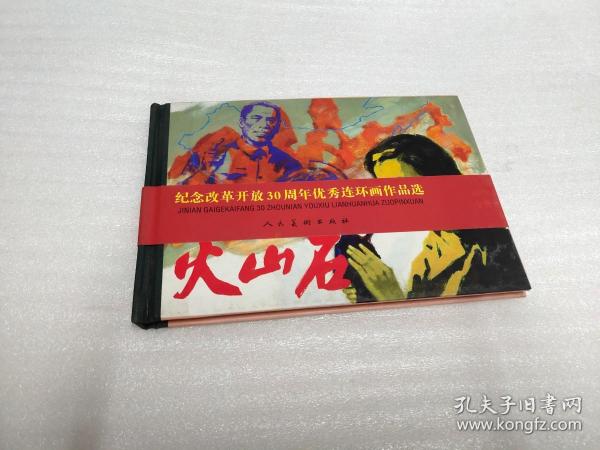 纪念改革开放30周年优秀连环画作品选
JINIAN GAIGEKAIFANG 30 ZHOUNIAN YOUXIU LIANHUANHUA ZUOPINXUAN
人民美术出版社
火山石
孔夫子旧书网
www.kongfz.com